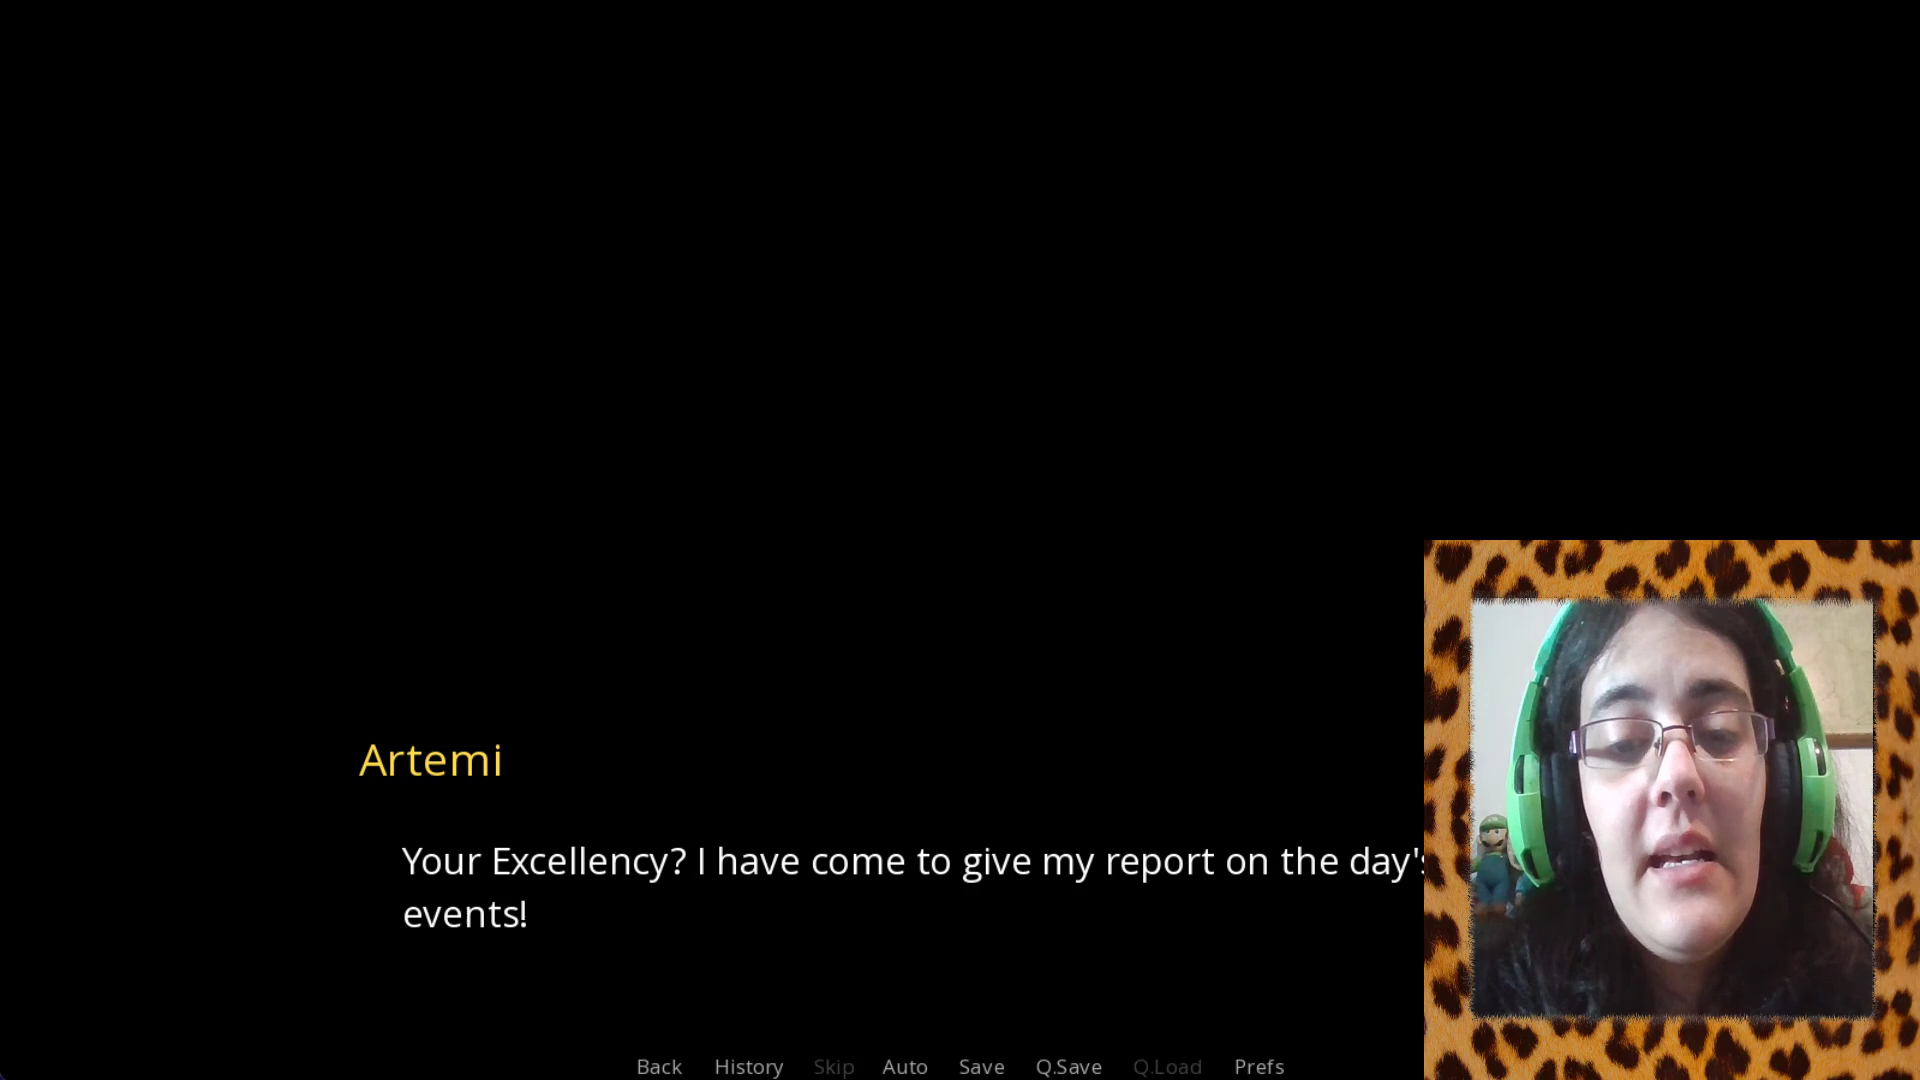 Artemi
Your Excellency? I have come to give my report on the day's
events!
Back History Skip Auto Save Q.Save Q.Load Prefs